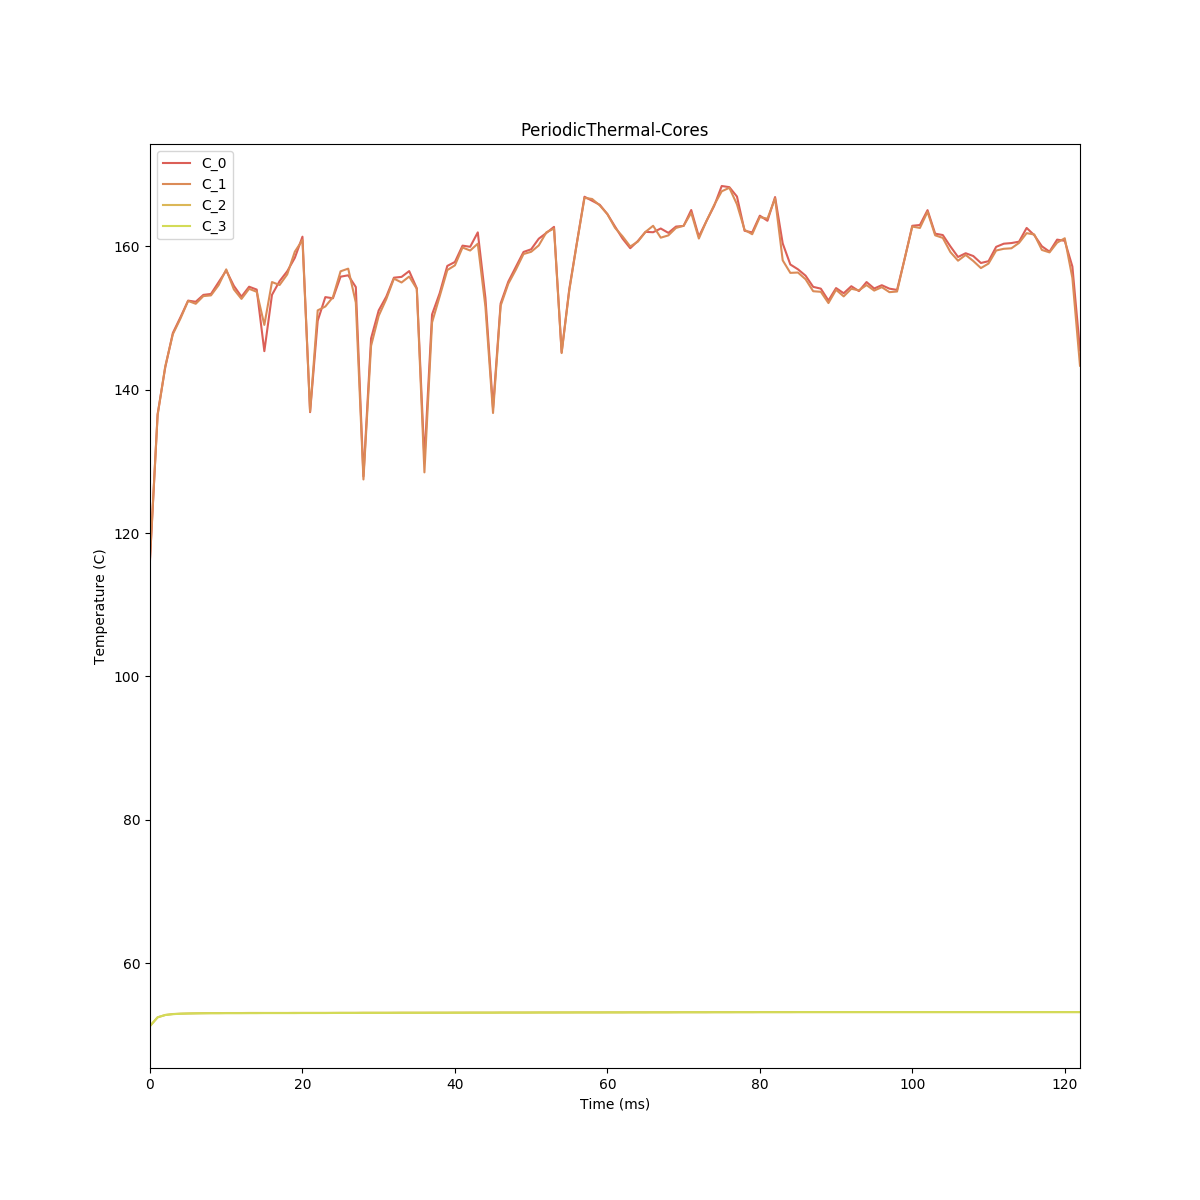 PeriodicThermal-Cores
C_0
C_1
C_2
C_3
160
140
120
100
80
60
Temperature (C)
0 20 40 60 80 100 120
Time (ms)